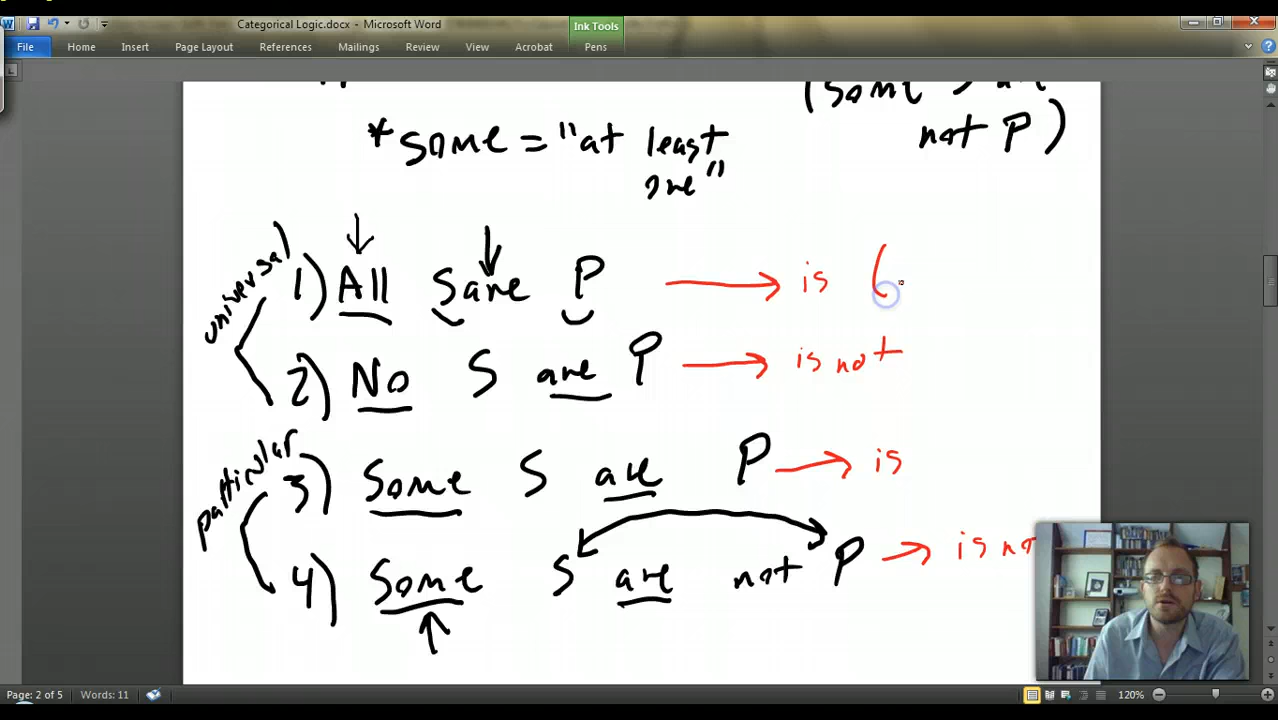 Categorical Logic.docx - Microsoft Word
Ink Tools
File Home Insert Page Layout References Mailings Review View Acrobat Pens
(some S are
not P)
*some = "at least
one"
universal
1) All S are P → is (
2) No S are P → is not
particular
3) Some S are P → is
4) Some S are not P → is not
Page: 2 of 5 Words: 11 120%